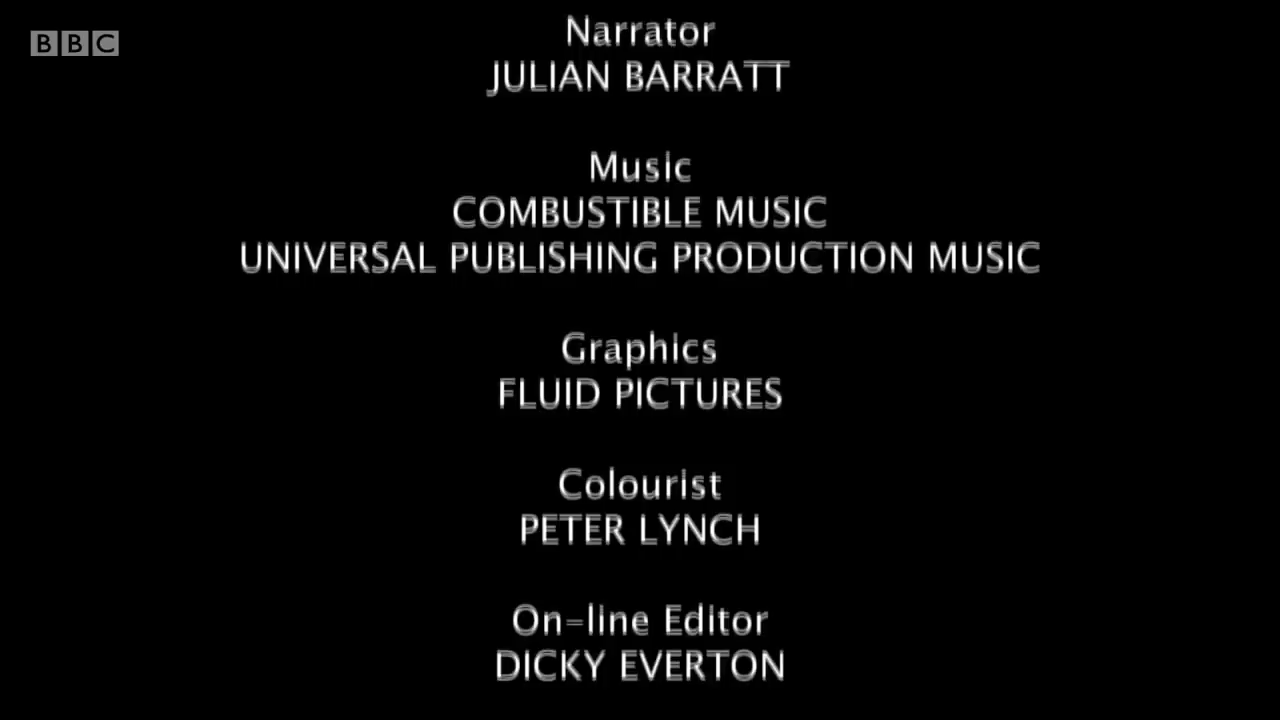 BBC
Narrator
JULIAN BARRATT
Music
COMBUSTIBLE MUSIC
UNIVERSAL PUBLISHING PRODUCTION MUSIC
Graphics
FLUID PICTURES
Colourist
PETER LYNCH
On-line Editor
DICKY EVERTON